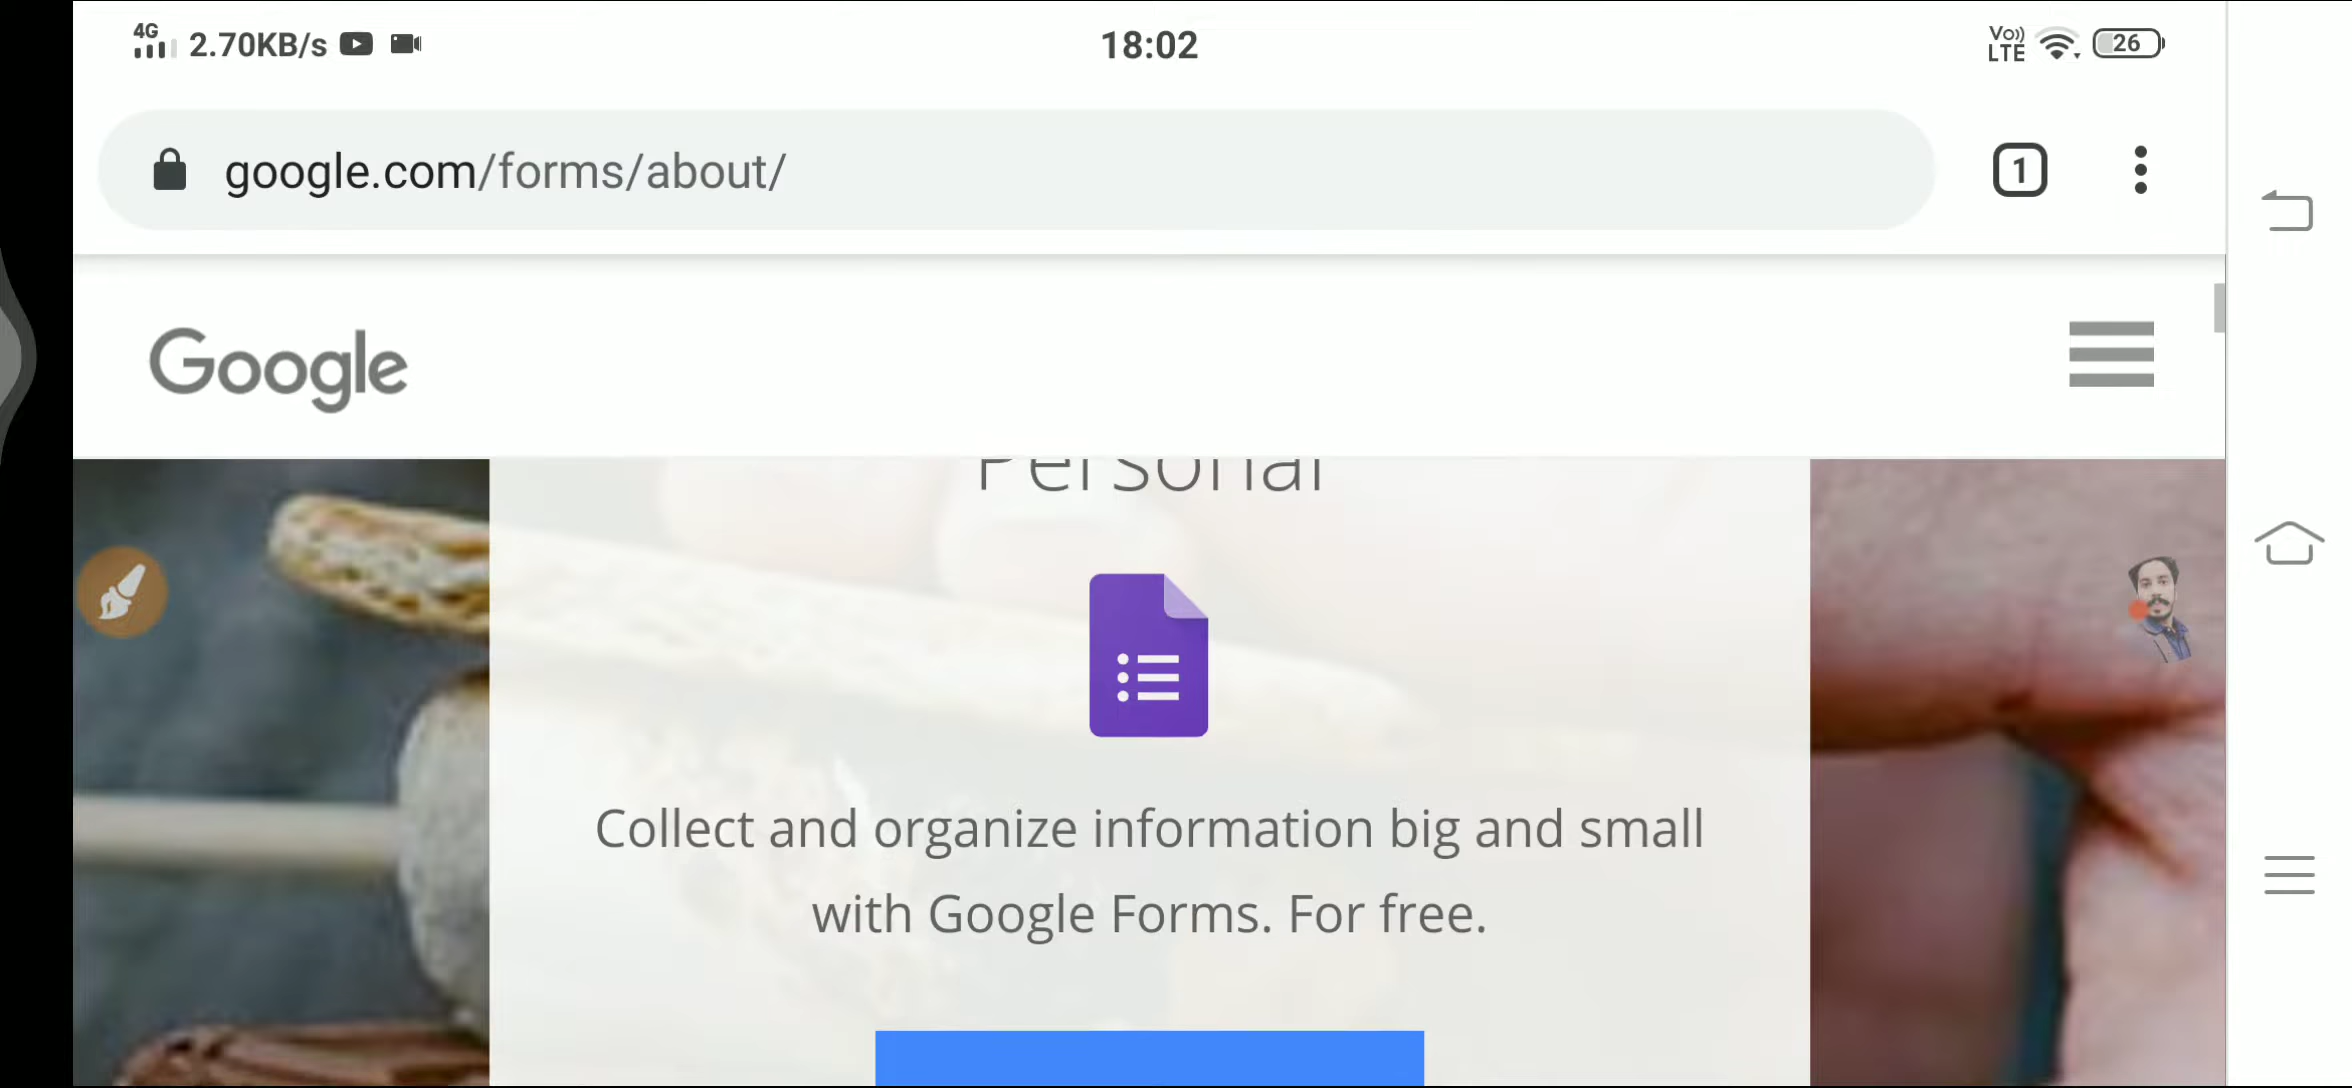 4G 2.70KB/s 18:02 Vo)) LTE 26
google.com/forms/about/ 1
Google
Personal
Collect and organize information big and small
with Google Forms. For free.